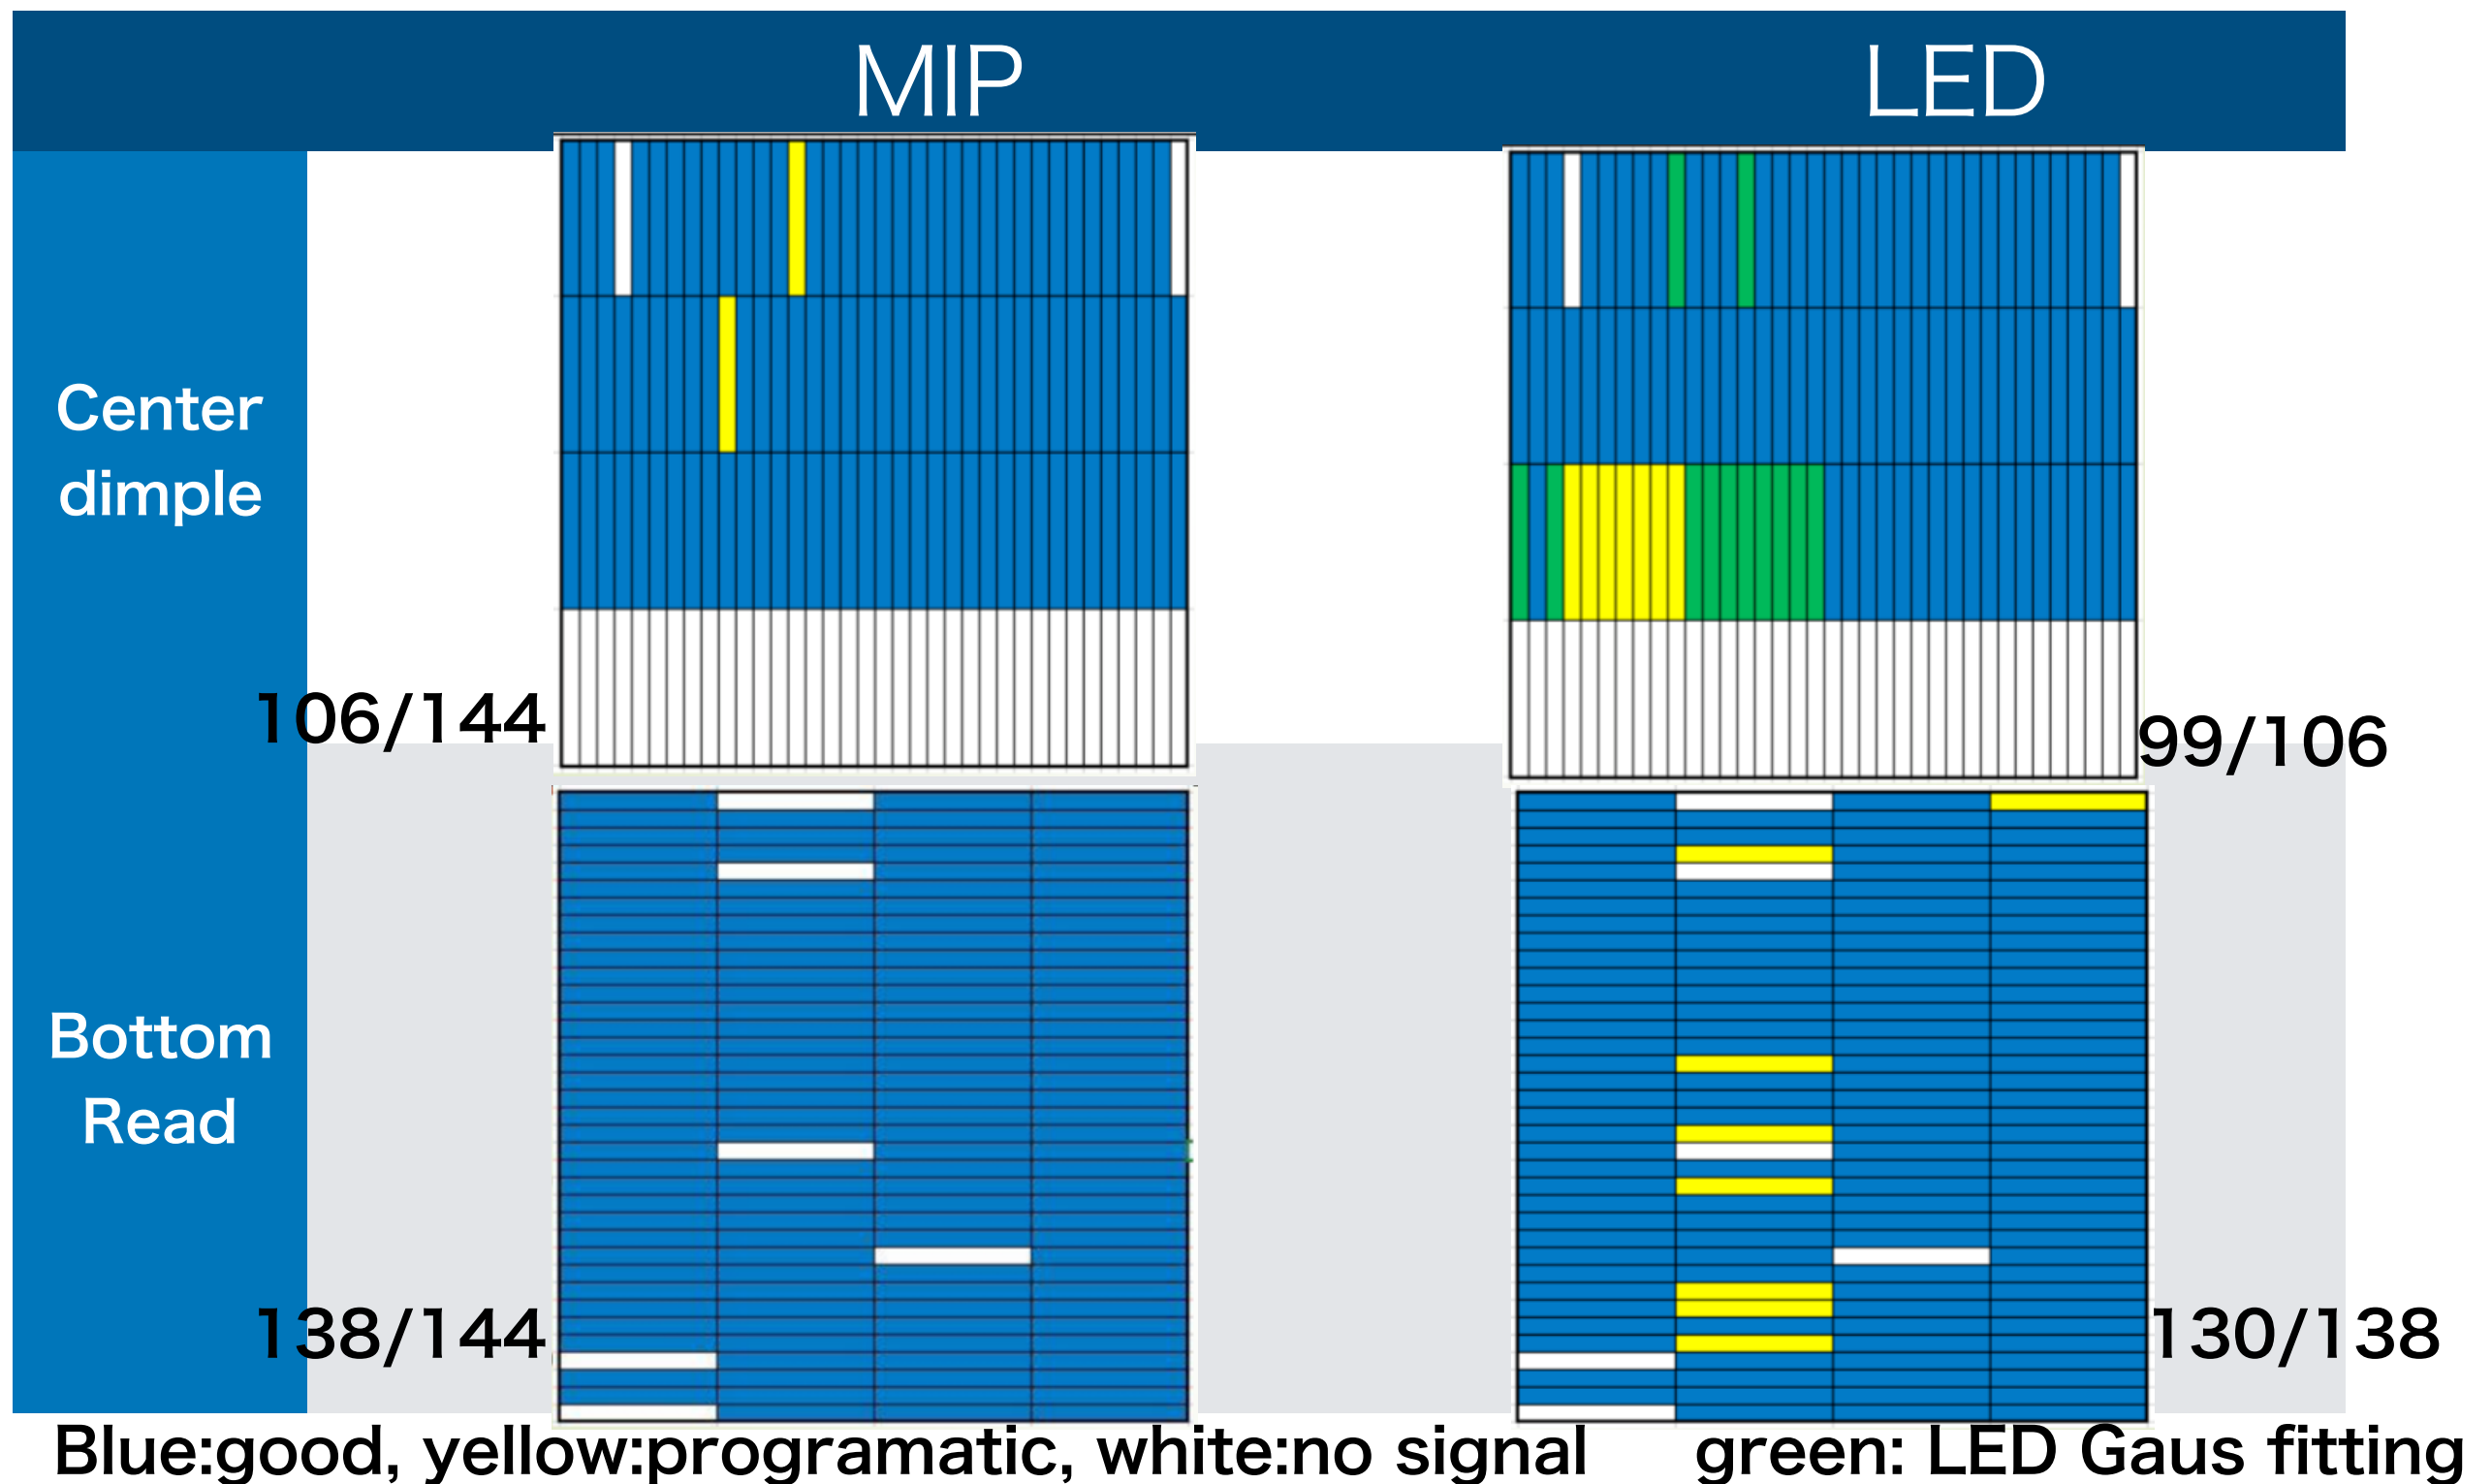 MIP
LED
Center
dimple
106/144
99/106
Bottom
Read
138/144
130/138
Blue:good, yellow:programatic, white:no signal green: LED Gaus fitting